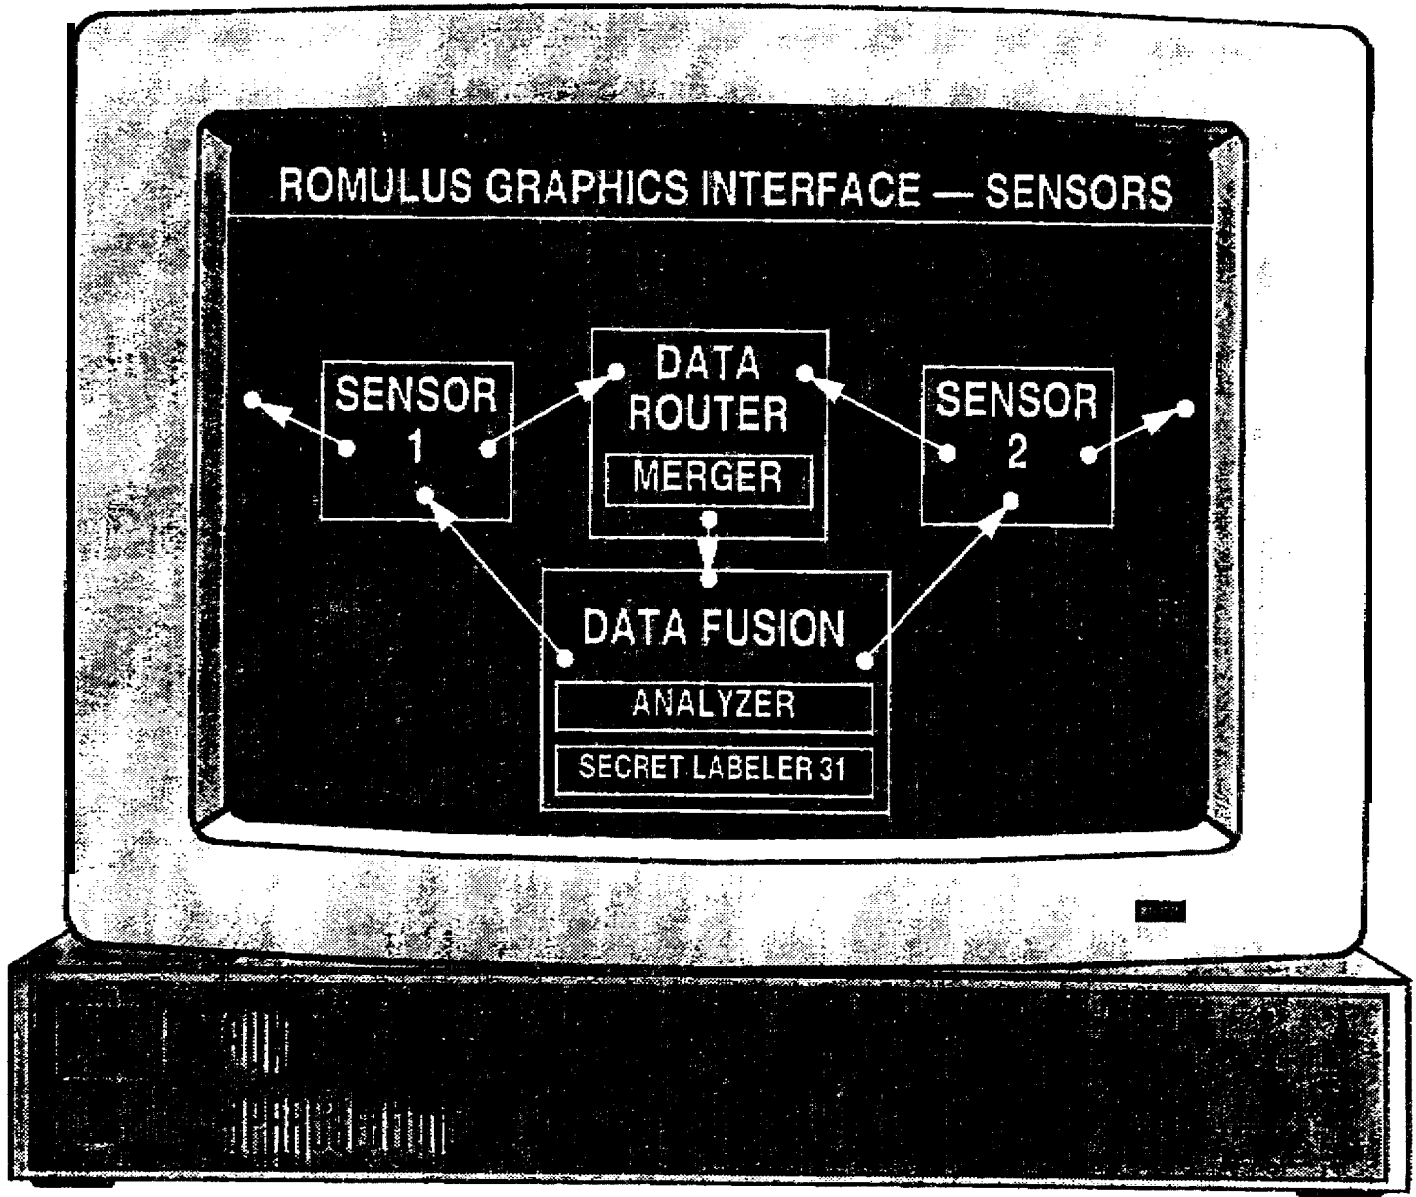 ROMULUS GRAPHICS INTERFACE — SENSORS
SENSOR
1
DATA
ROUTER
MERGER
SENSOR
2
DATA FUSION
ANALYZER
SECRET LABELER 31